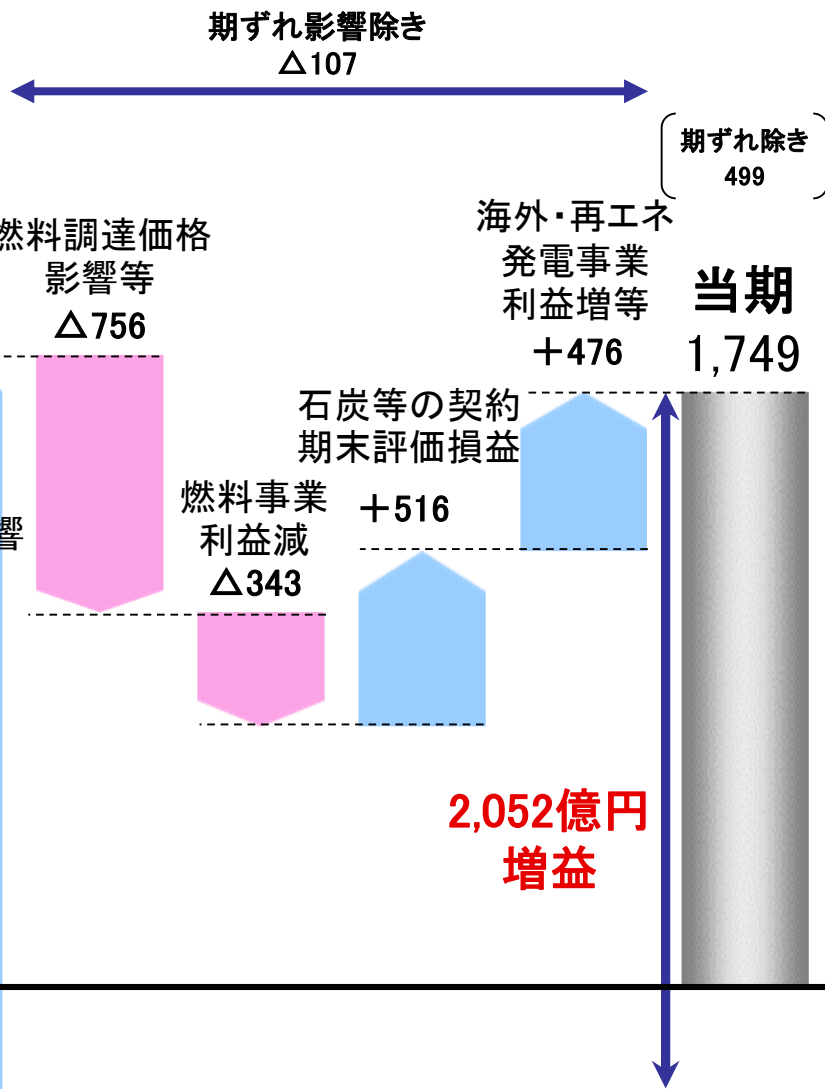 期ずれ影響除き
△107
期ずれ除き
499
海外・再エネ
発電事業
利益増等
＋476
当期
1,749
燃料調達価格
影響等
△756
石炭等の契約
期末評価損益
＋516
燃料事業
利益減
△343
響
2,052億円
増益